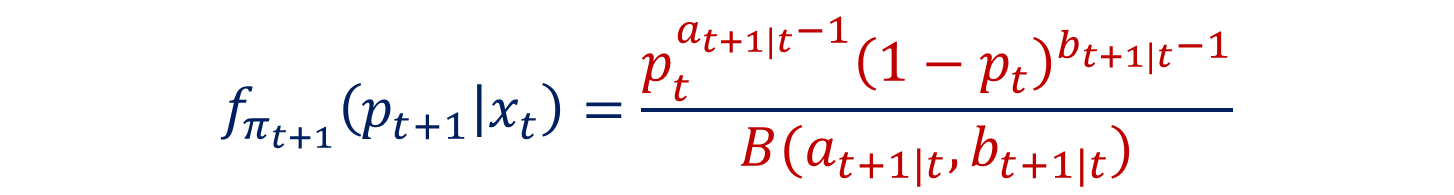 f_{π_{t+1}}(p_{t+1}|x_t) = \frac{p_t^{a_{t+1|t}-1}(1 − p_t)^{b_{t+1|t}-1}}{B(a_{t+1|t}, b_{t+1|t})}